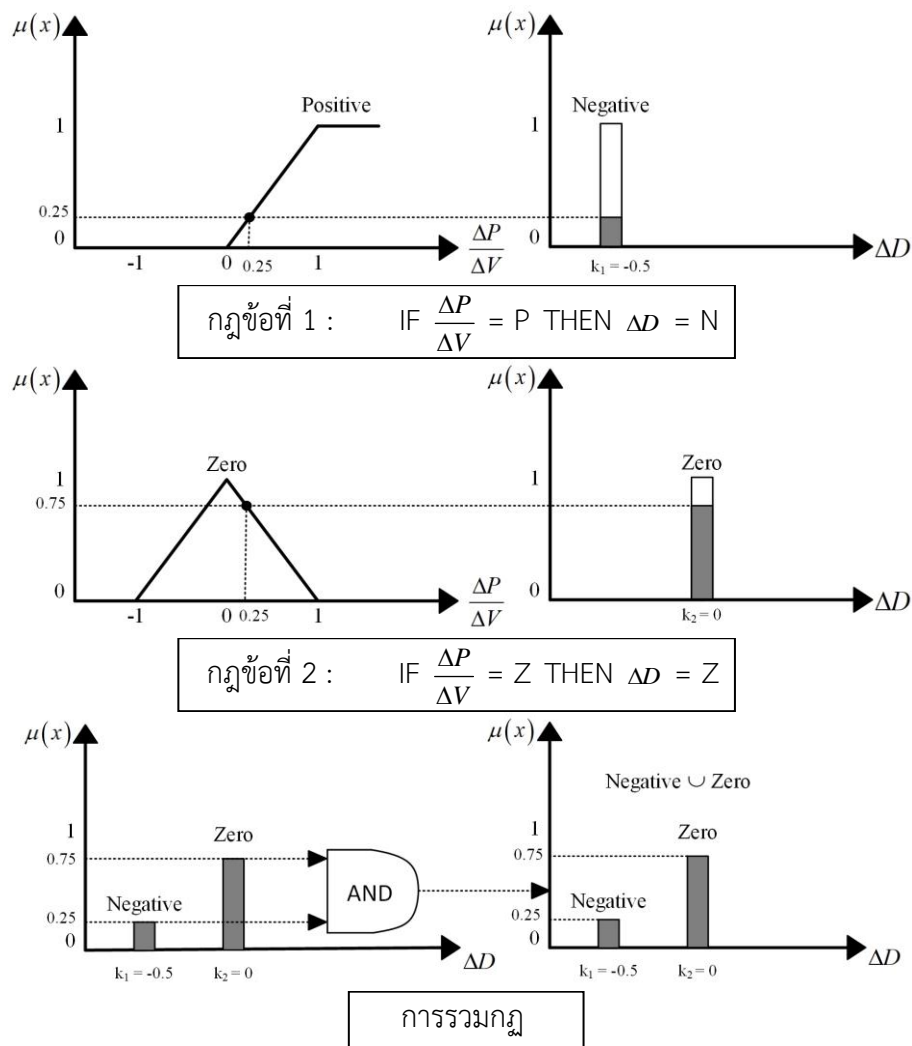 μ(x)
Positive
1
0.25
0
-1
0
0.25
1
ΔP
ΔV
μ(x)
Negative
1
0
k₁ = -0.5
ΔD
กฎข้อที่ 1 : IF ΔP/ΔV = P THEN ΔD = N
μ(x)
Zero
1
0.75
0
-1
0
0.25
1
ΔP
ΔV
μ(x)
Zero
1
0
k₂=0
ΔD
กฎข้อที่ 2 : IF ΔP/ΔV = Z THEN ΔD = Z
μ(x)
1
Zero
0.75
Negative
0.25
0
k₁ = -0.5
k₂ = 0
ΔD
AND
μ(x)
Negative ∪ Zero
1
Zero
0.75
Negative
0.25
0
k₁ = -0.5
k₂ = 0
ΔD
การรวมกฏ